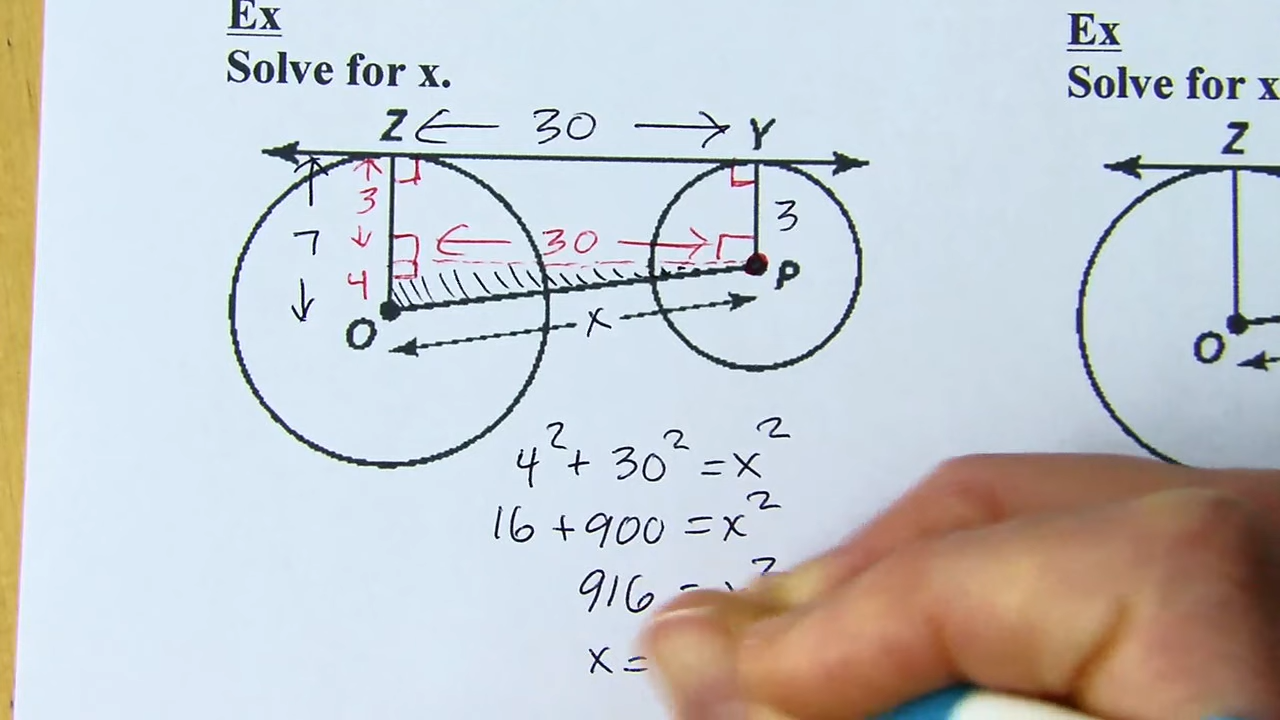 Ex
Solve for x.
Z ← 30 → Y
3
7
← 30 →
3
4
P
O
x
4² + 30² = x²
16 + 900 = x²
916 =
x =
Ex
Solve for x
Z
O